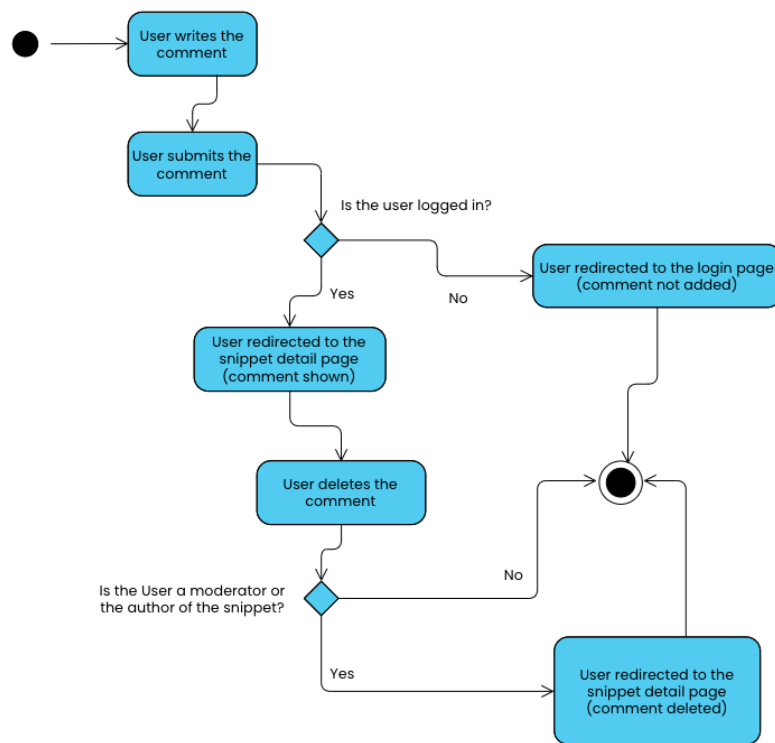 User writes the
comment
User submits the
comment
Is the user logged in?
User redirected to the login page
(comment not added)
Yes
No
User redirected to the
snippet detail page
(comment shown)
User deletes the
comment
No
Is the User a moderator or
the author of the snippet?
Yes
User redirected to the
snippet detail page
(comment deleted)